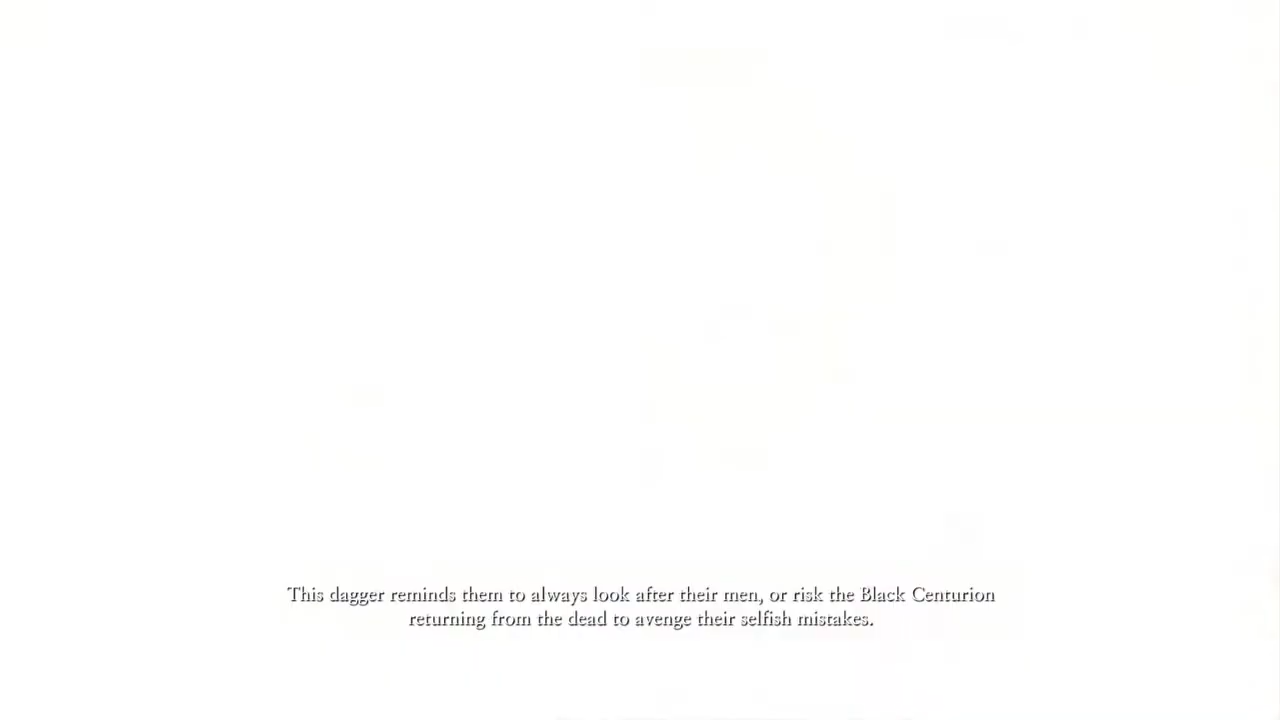 This dagger reminds them to always look after their men, or risk the Black Centurion
returning from the dead to avenge their selfish mistakes.